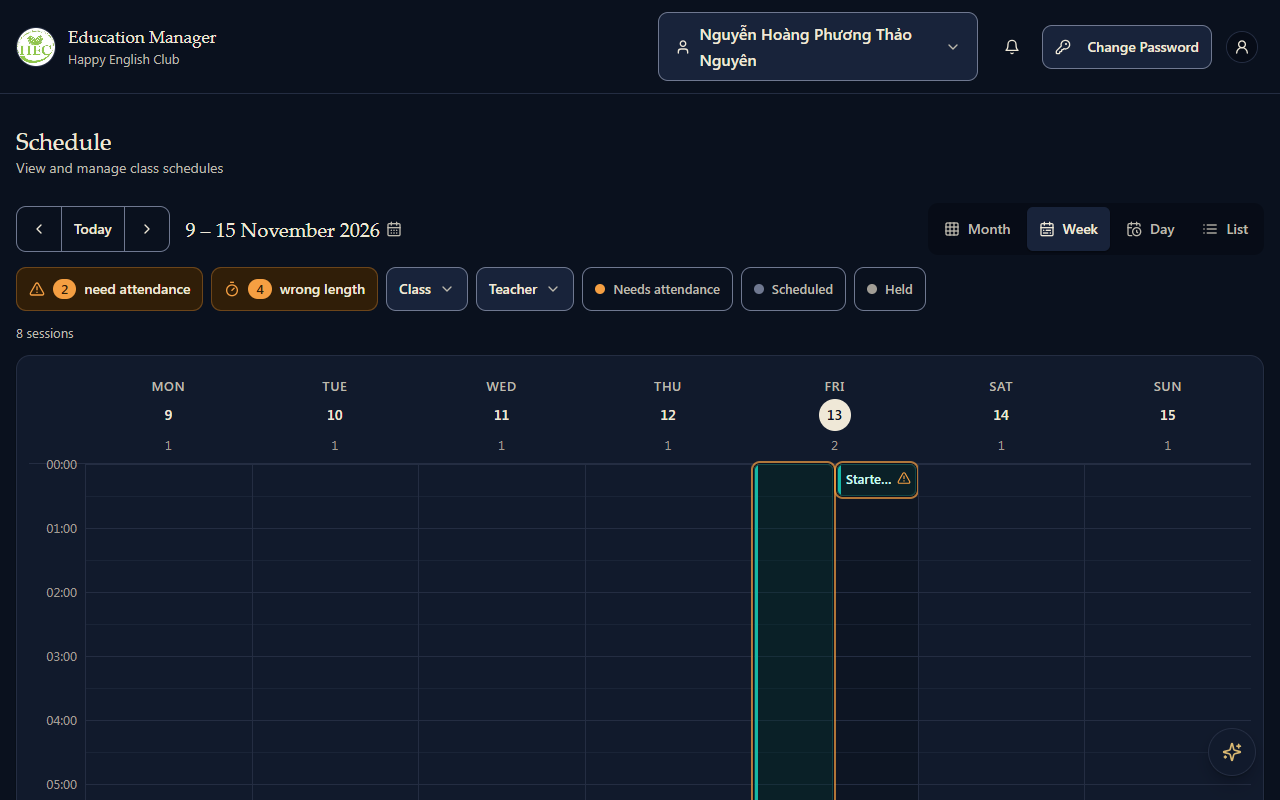 HEC
Education Manager
Happy English Club
Nguyễn Hoàng Phương Thảo
Nguyên
Change Password
Schedule
View and manage class schedules
Today
9 – 15 November 2026
Month
Week
Day
List
2 need attendance
4 wrong length
Class
Teacher
Needs attendance
Scheduled
Held
8 sessions
MON
TUE
WED
THU
FRI
SAT
SUN
9
10
11
12
13
14
15
1
1
1
1
2
1
1
00:00
Starte...
01:00
02:00
03:00
04:00
05:00